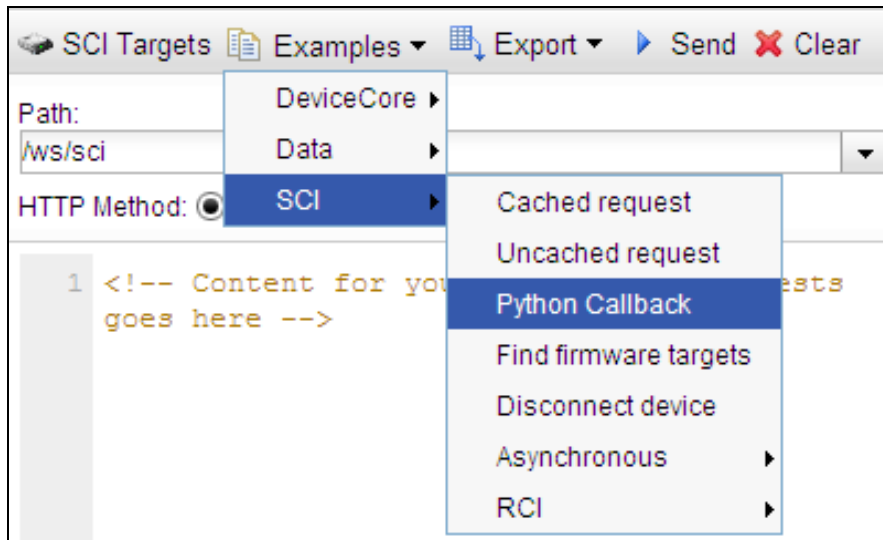 SCI Targets Examples Export Send Clear
DeviceCore
Path:
/ws/sci
Data
HTTP Method:
SCI
Cached request
Uncached request
1 <!-- Content for you ests
goes here -->
Python Callback
Find firmware targets
Disconnect device
Asynchronous
RCI